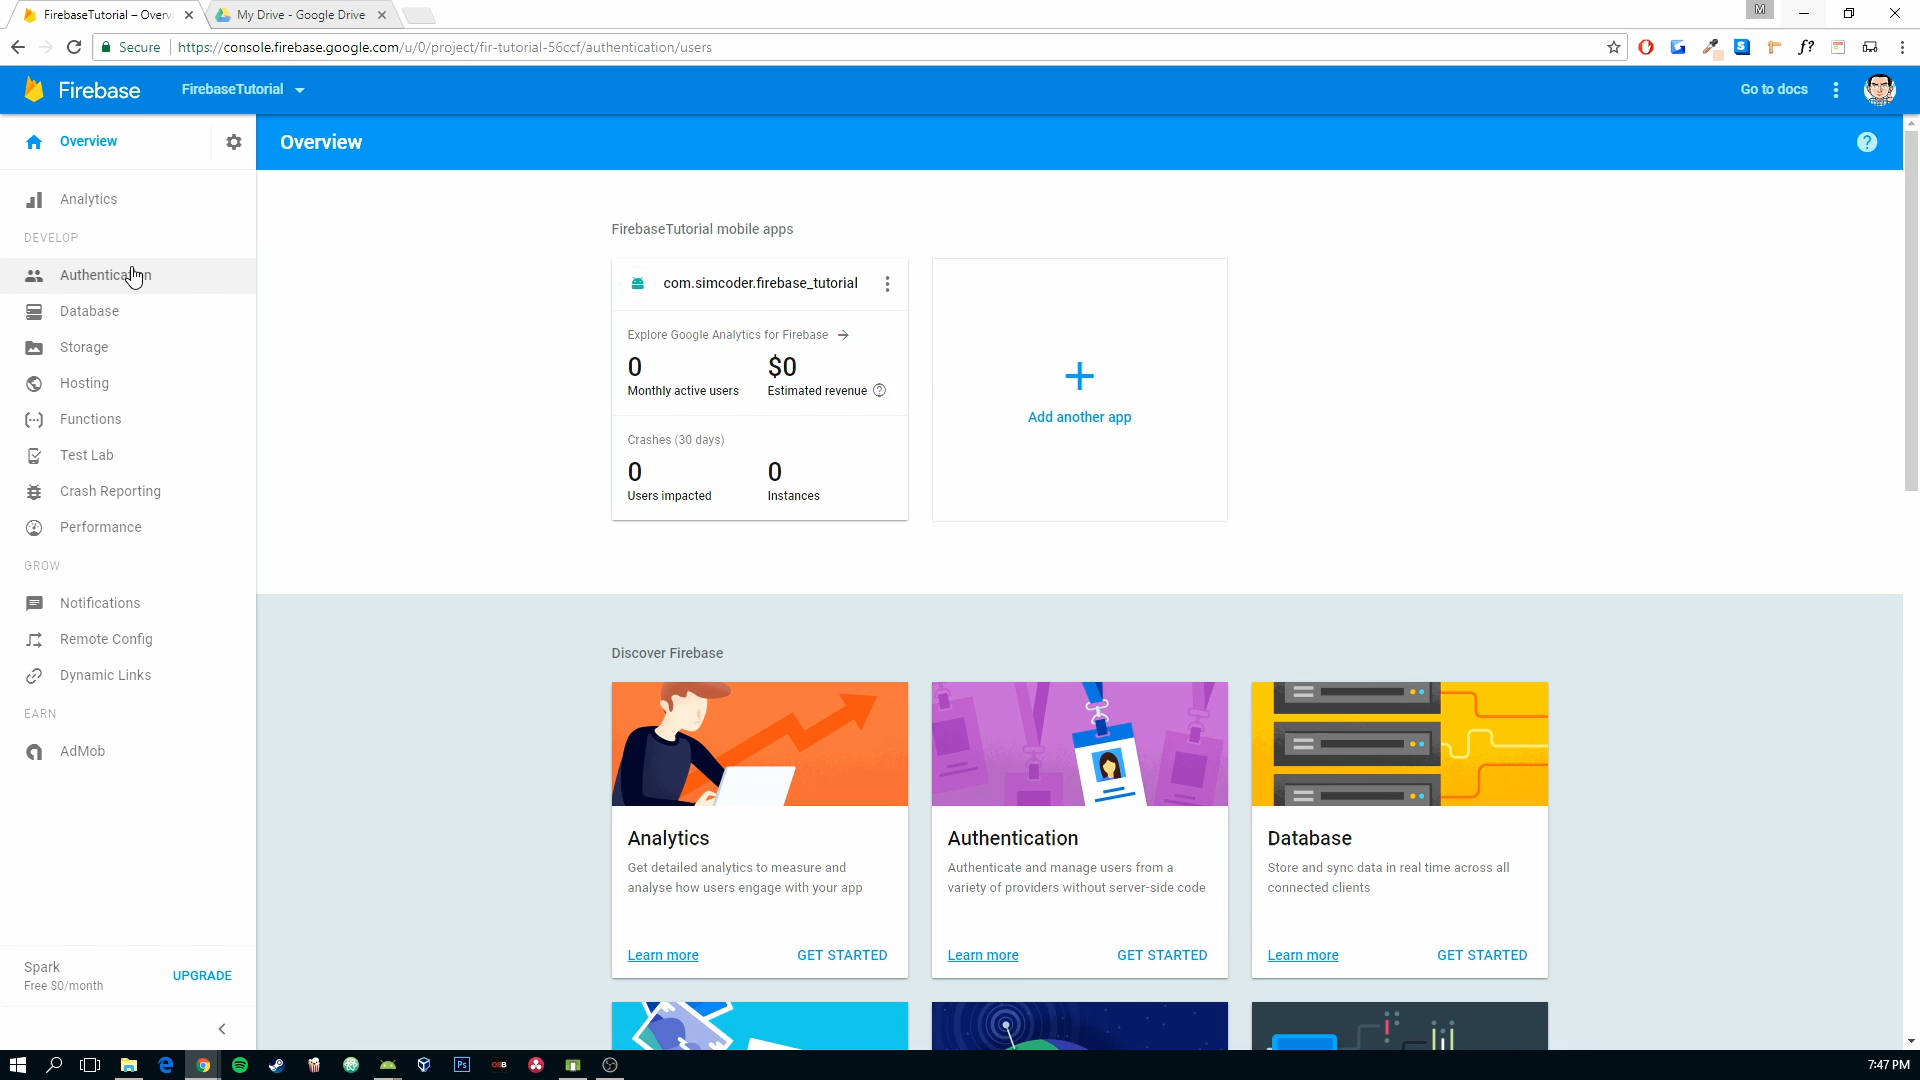 FirebaseTutorial – Overv
My Drive - Google Drive
M
Secure
https://console.firebase.google.com/u/0/project/fir-tutorial-56ccf/authentication/users
S
f?
Firebase
FirebaseTutorial
Go to docs
Overview
Overview
?
Analytics
DEVELOP
Authentication
Database
Storage
Hosting
Functions
Test Lab
Crash Reporting
Performance
GROW
Notifications
Remote Config
Dynamic Links
EARN
AdMob
Spark
Free $0/month
UPGRADE
FirebaseTutorial mobile apps
com.simcoder.firebase_tutorial
Explore Google Analytics for Firebase
0
Monthly active users
$0
Estimated revenue
Crashes (30 days)
0
Users impacted
0
Instances
Add another app
Discover Firebase
Analytics
Get detailed analytics to measure and
analyse how users engage with your app
Learn more
GET STARTED
Authentication
Authenticate and manage users from a
variety of providers without server-side code
Learn more
GET STARTED
Database
Store and sync data in real time across all
connected clients
Learn more
GET STARTED
Ps
7:47 PM